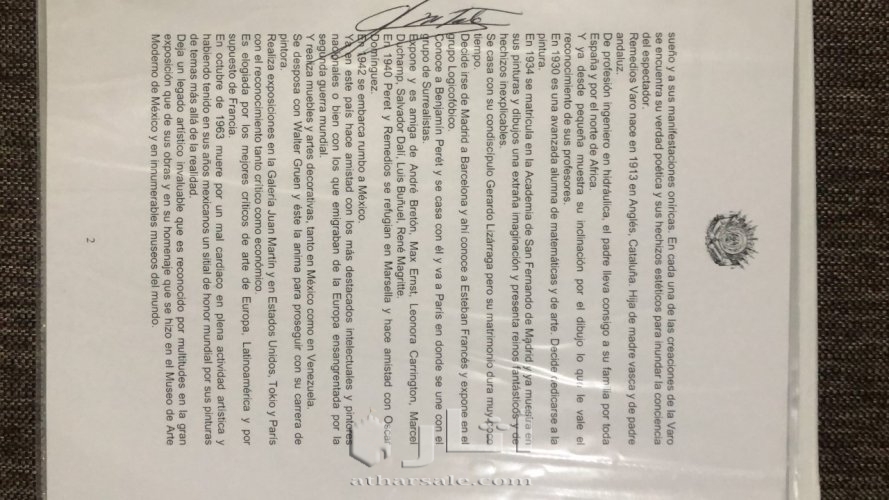 sueño y a sus manifestaciones oníricas. En cada una de las creaciones de la Varo
se encuentra su verdad poética y sus hechizos estéticos para inundar la conciencia
del espectador.
Remedios Varo nace en 1913 en Anglés, Cataluña. Hija de madre vasca y de padre
andaluz.
De profesión ingeniero en hidráulica, el padre lleva consigo a su familia por toda
España y por el norte de África.
Y ya desde pequeña muestra su inclinación por el dibujo lo que le vale el
reconocimiento de sus profesores.
En 1930 es una avanzada alumna de matemáticas y de arte. Decide dedicarse a la
pintura.
En 1934 se matricula en la Academia de San Fernando de Madrid y ya muestra en
sus pinturas y dibujos una extraña imaginación y presenta reinos fantásticos y de
hechizos inexplicables.
Se casa con su condiscípulo Gerardo Lizárraga pero su matrimonio dura muy poco
tiempo.
Decide irse de Madrid a Barcelona y ahí conoce a Esteban Francés y expone en el
grupo Logicofóbico.
Conoce a Benjamín Perét y se casa con él y va a París en donde se une con el
grupo de Surrealistas.
Expone y es amiga de André Bretón, Max Ernst, Leonora Carrington, Marcel
Duchamp, Salvador Dalí, Luis Buñuel, René Magritte.
En 1940 Peret y Remedios se refugian en Marsella y hace amistad con Oscar
Domínguez.
En 1942 se embarca rumbo a México.
Ya en este país hace amistad con los más destacados intelectuales y pintores
nacionales o bien con los que emigraban de la Europa ensangrentada por la
segunda guerra mundial.
Y realiza muebles y artes decorativas, tanto en México como en Venezuela.
Se desposa con Walter Gruen y éste la anima para proseguir con su carrera de
pintora.
Realiza exposiciones en la Galería Juan Martín y en Estados Unidos, Tokio y París
con el reconocimiento tanto crítico como económico.
Es elogiada por los mejores críticos de arte de Europa, Latinoamérica y por
supuesto de Francia.
En octubre de 1963 muere por un mal cardiaco en plena actividad artística y
habiendo tenido en sus años mexicanos un sitial de honor mundial por sus pinturas
de temas más allá de la realidad.
Deja un legado artístico invaluable que es reconocido por multitudes en la gran
exposición que de sus obras y en su homenaje que se hizo en el Museo de Arte
Moderno de México y en innumerables museos del mundo.
2
atharsale.com